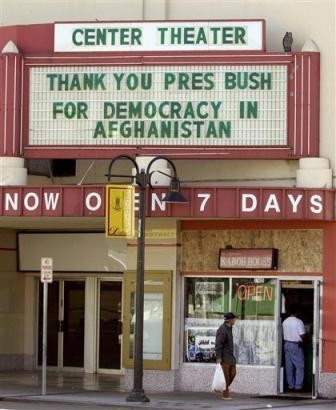 CENTER THEATER
THANK YOU PRES BUSH
FOR DEMOCRACY IN
AFGHANISTAN
NOW OPEN 7 DAYS
KABOB HOUSE
OPEN